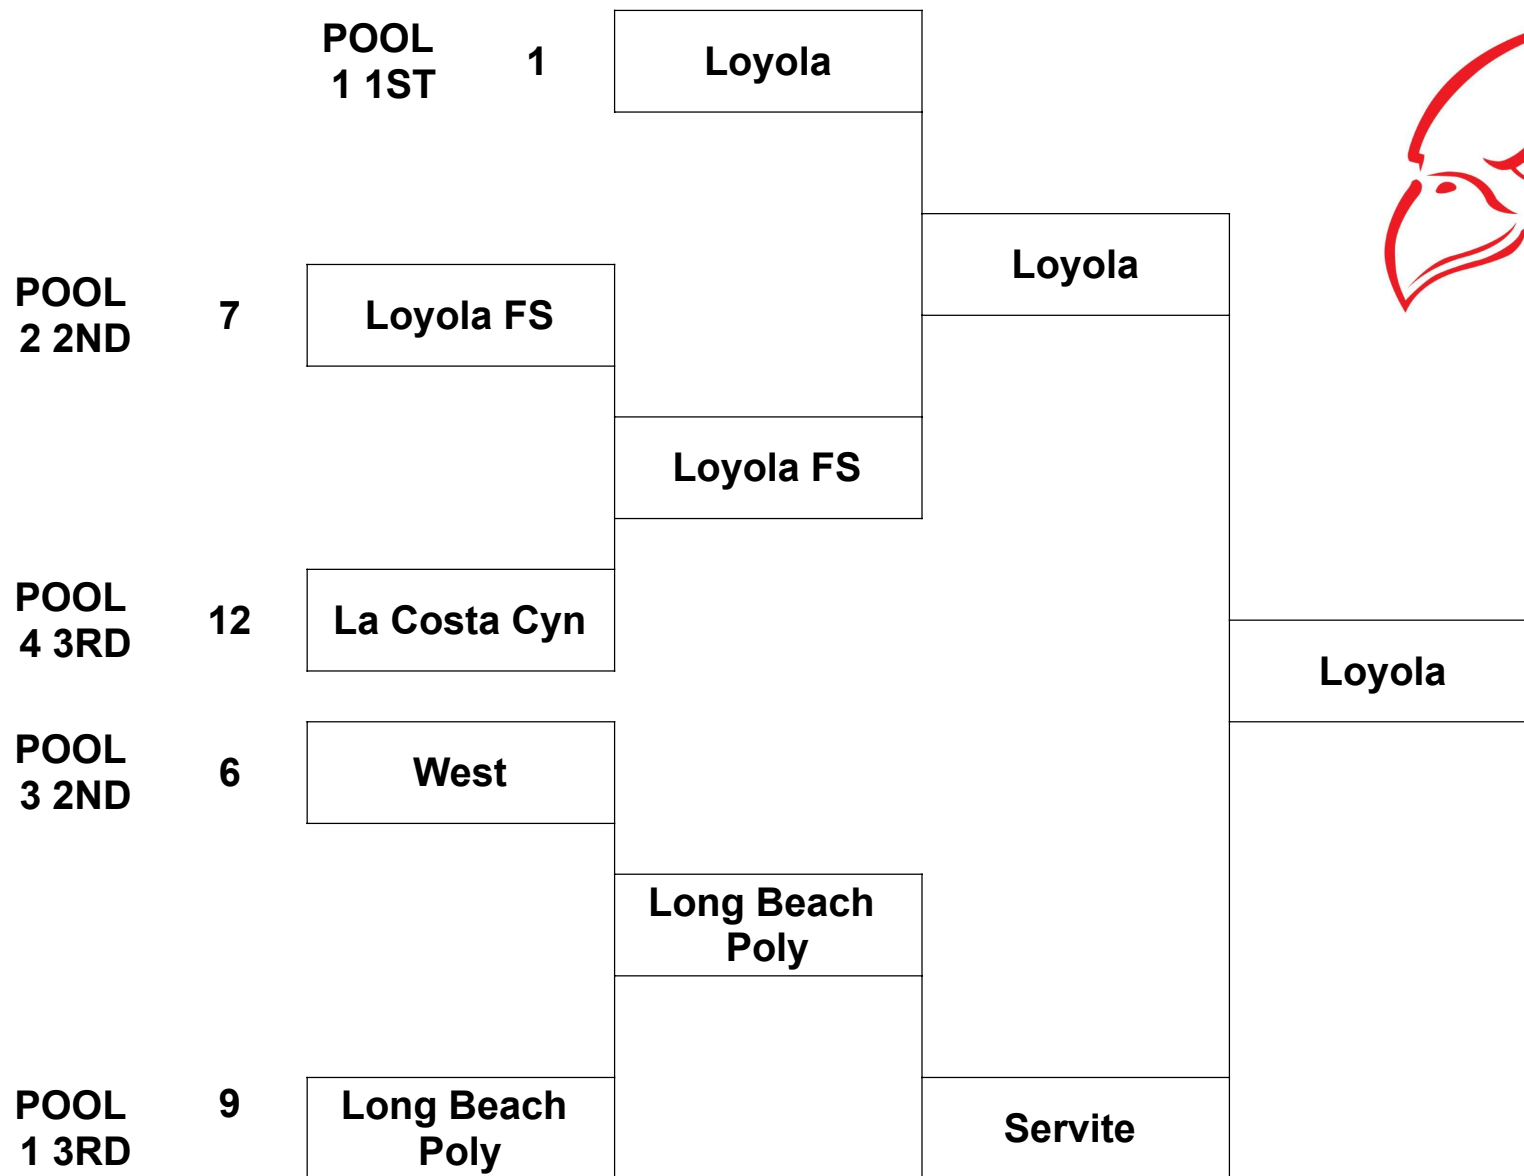 POOL
1 1ST
1
Loyola
Loyola
POOL
2 2ND
7
Loyola FS
Loyola FS
POOL
4 3RD
12
La Costa Cyn
Loyola
POOL
3 2ND
6
West
Long Beach
Poly
POOL
1 3RD
9
Long Beach
Poly
Servite